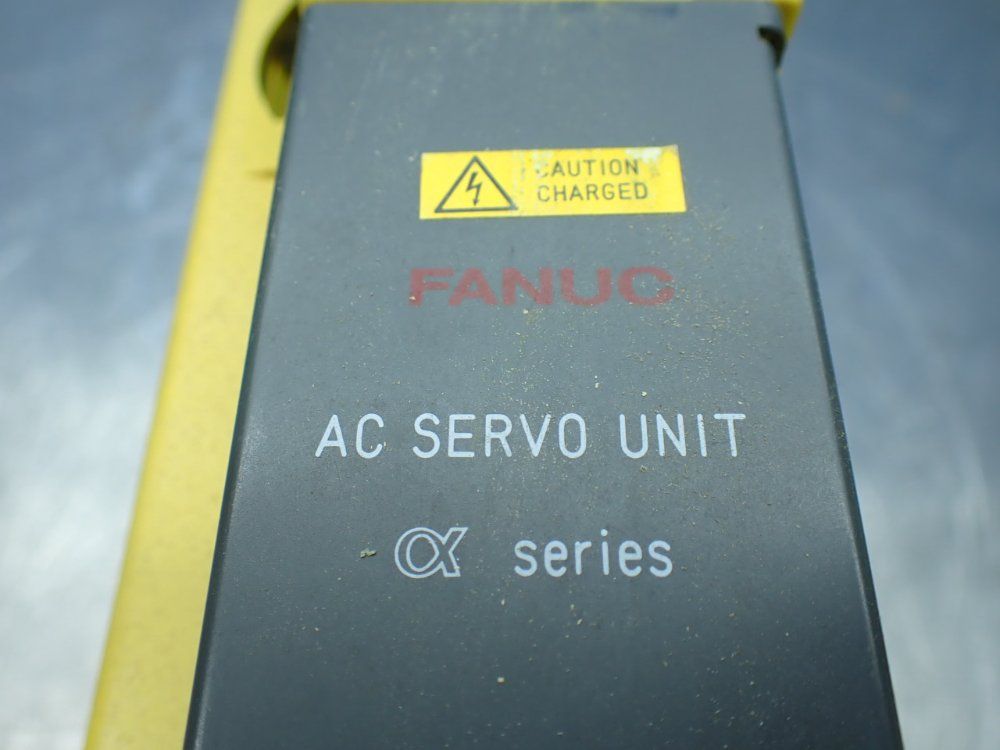 CAUTION
CHARGED
FANUC
AC SERVO UNIT
α series